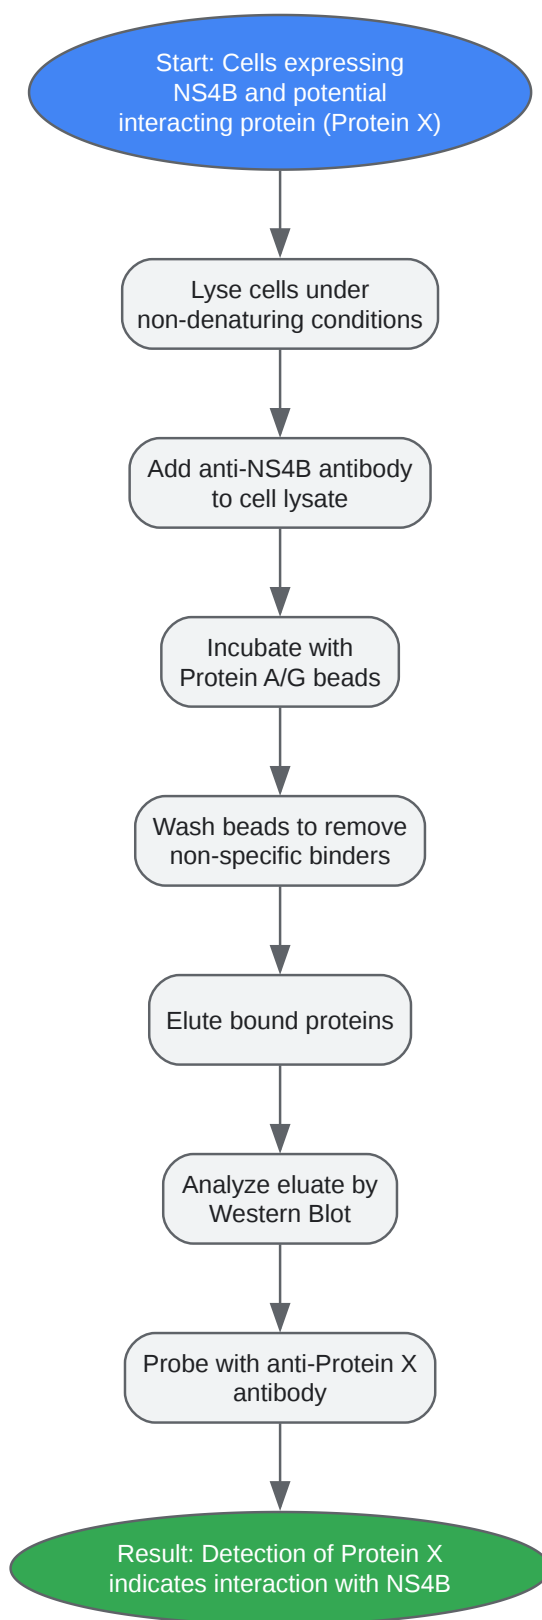 Start: Cells expressing
NS4B and potential
interacting protein (Protein X)
Lyse cells under
non-denaturing conditions
Add anti-NS4B antibody
to cell lysate
Incubate with
Protein A/G beads
Wash beads to remove
non-specific binders
Elute bound proteins
Analyze eluate by
Western Blot
Probe with anti-Protein X
antibody
Result: Detection of Protein X
indicates interaction with NS4B